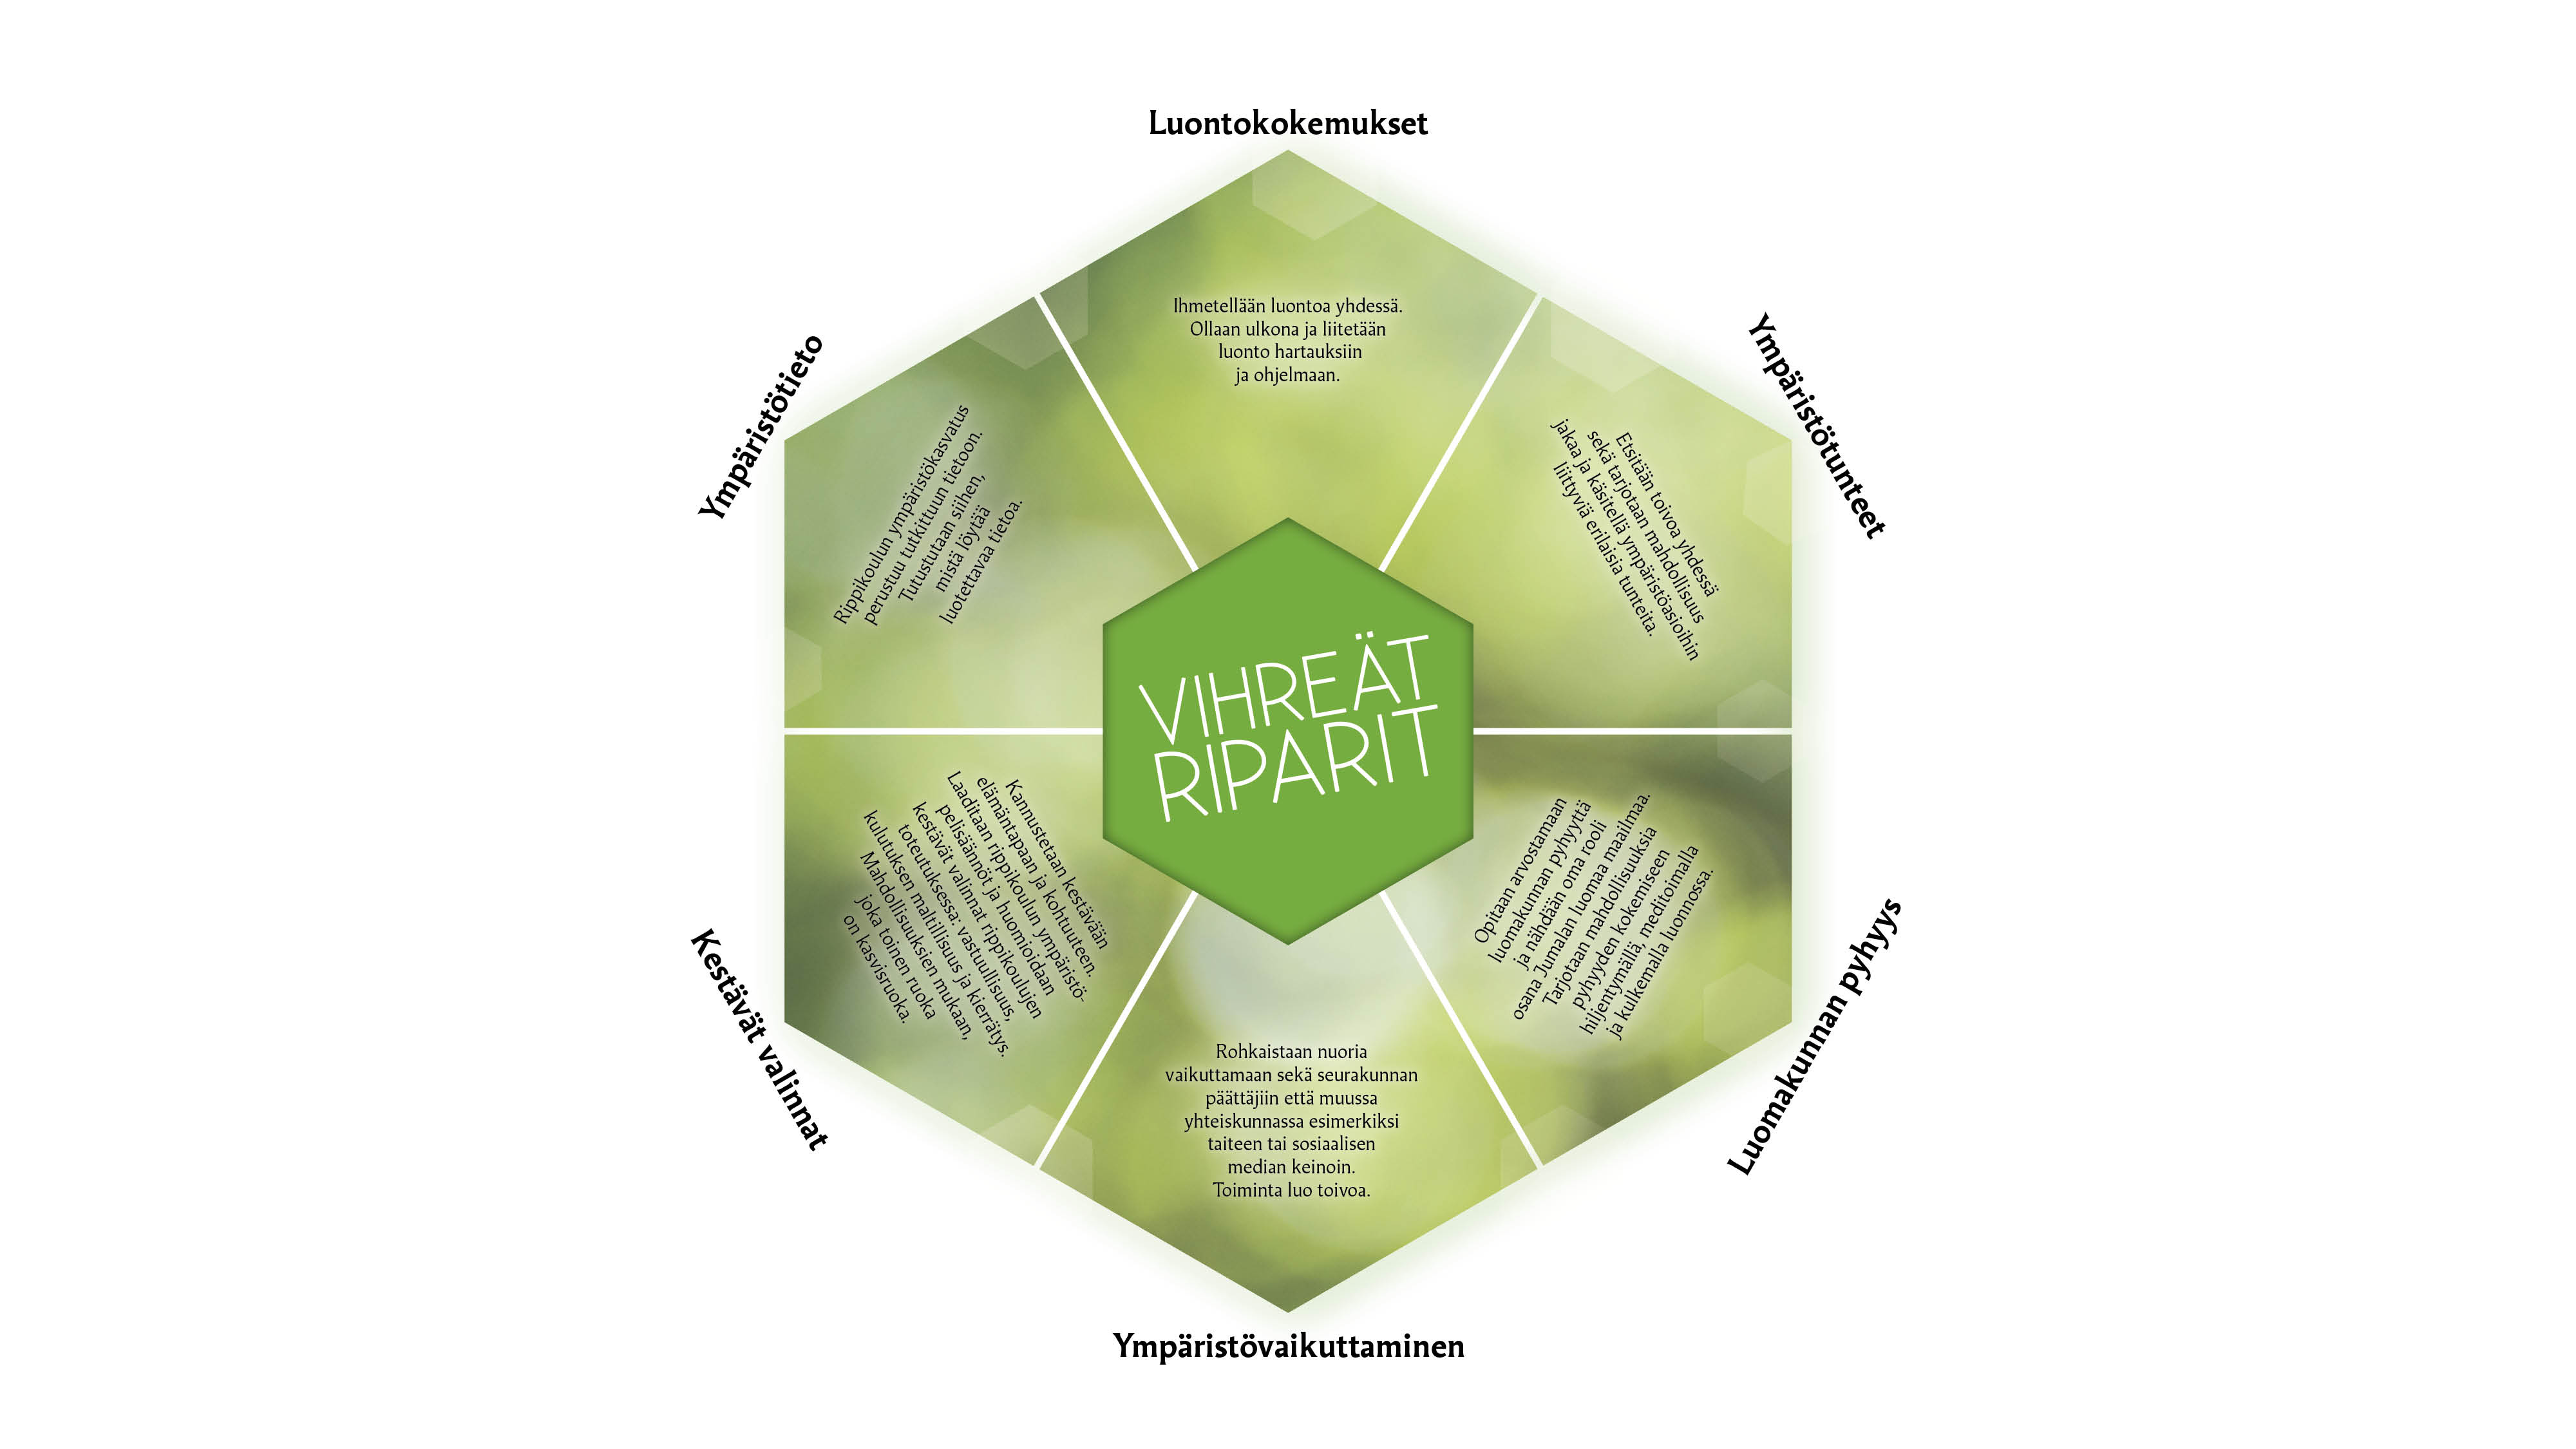 Luontokokemukset
Ihmetellään luontoa yhdessä.
Ollaan ulkona ja liitetään
luonto hartauksiin
ja ohjelmaan.
Ympäristötunteet
Etsitään toivoa yhdessä
sekä tarjotaan mahdollisuus
jakaa ja käsitellä ympäristöasioihin
liittyviä erilaisia tunteita.
Luomakunnan pyhyys
Opitaan arvostamaan
luomakunnan pyhyyttä
ja nähdään oma rooli
osana Jumalan luomaa maailmaa.
Tarjotaan mahdollisuuksia
pyhyyden kokemiseen
hiljentymällä, meditoimalla
ja kulkemalla luonnossa.
Ympäristövaikuttaminen
Rohkaistaan nuoria
vaikuttamaan sekä seurakunnan
päättäjiin että muussa
yhteiskunnassa esimerkiksi
taiteen tai sosiaalisen
median keinoin.
Toiminta luo toivoa.
Kestävät valinnat
Kannustetaan kestävään
elämäntapaan ja kohtuuteen.
Laaditaan rippikoulun ympäristö-
pelisäännöt ja huomioidaan
kestävät valinnat rippikoulujen
toteutuksessa: vastuullisuus,
kulutuksen maltillisuus ja kierrätys.
Mahdollisuuksien mukaan,
joka toinen ruoka
on kasvisruoka.
Ympäristötieto
Rippikoulun ympäristökasvatus
perustuu tutkittuun tietoon.
Tutustutaan siihen,
mistä löytää
luotettavaa tietoa.
VIHREÄT
RIPARIT